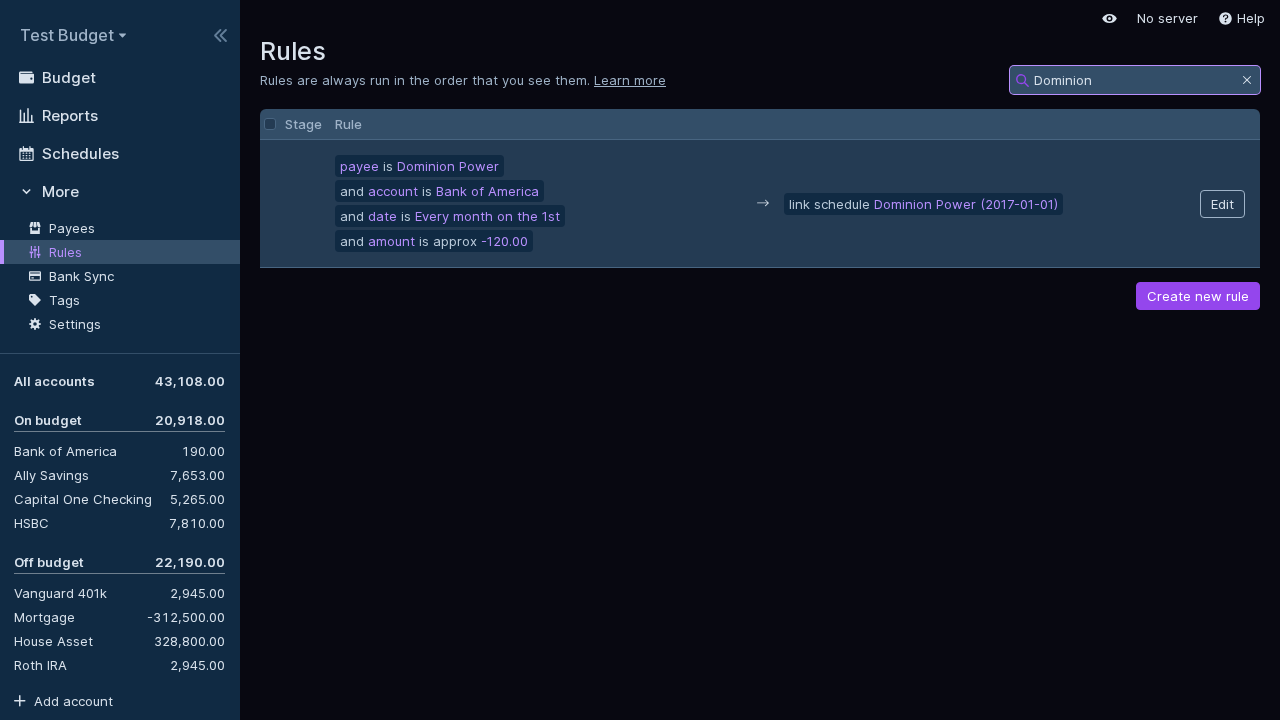 Test Budget
Budget
Reports
Schedules
More
Payees
Rules
Bank Sync
Tags
Settings
All accounts 43,108.00
On budget 20,918.00
Bank of America 190.00
Ally Savings 7,653.00
Capital One Checking 5,265.00
HSBC 7,810.00
Off budget 22,190.00
Vanguard 401k 2,945.00
Mortgage -312,500.00
House Asset 328,800.00
Roth IRA 2,945.00
Add account
No server Help
Rules
Rules are always run in the order that you see them. Learn more
Dominion
Stage Rule
payee is Dominion Power
and account is Bank of America
and date is Every month on the 1st
and amount is approx -120.00
→ link schedule Dominion Power (2017-01-01)
Edit
Create new rule